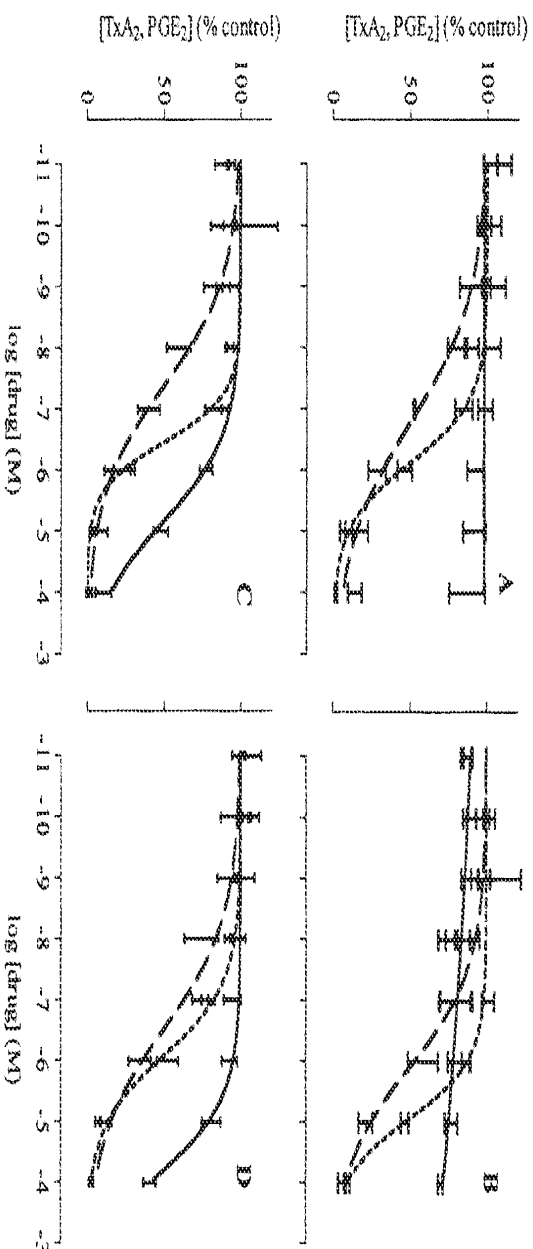 [TxA2, PGE2] (% control)
100
50
0
A
B
[TxA2, PGE2] (% control)
100
50
0
C
D
-11 -10 -9 -8 -7 -6 -5 -4 -3
-11 -10 -9 -8 -7 -6 -5 -4 -3
log [drug] (M)
log [drug] (M)